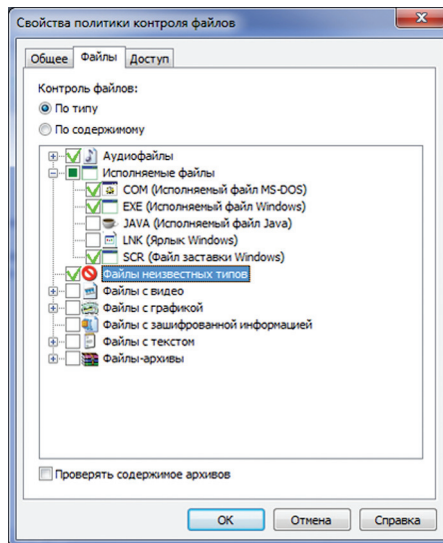 Свойства политики контроля файлов
Общее Файлы Доступ
Контроль файлов:
По типу
По содержимому
Аудиофайлы
Исполняемые файлы
COM (Исполняемый файл MS-DOS)
EXE (Исполняемый файл Windows)
JAVA (Исполняемый файл Java)
LNK (Ярлык Windows)
SCR (Файл заставки Windows)
Файлы неизвестных типов
Файлы с видео
Файлы с графикой
Файлы с зашифрованной информацией
Файлы с текстом
Файлы-архивы
Проверять содержимое архивов
ОК Отмена Справка